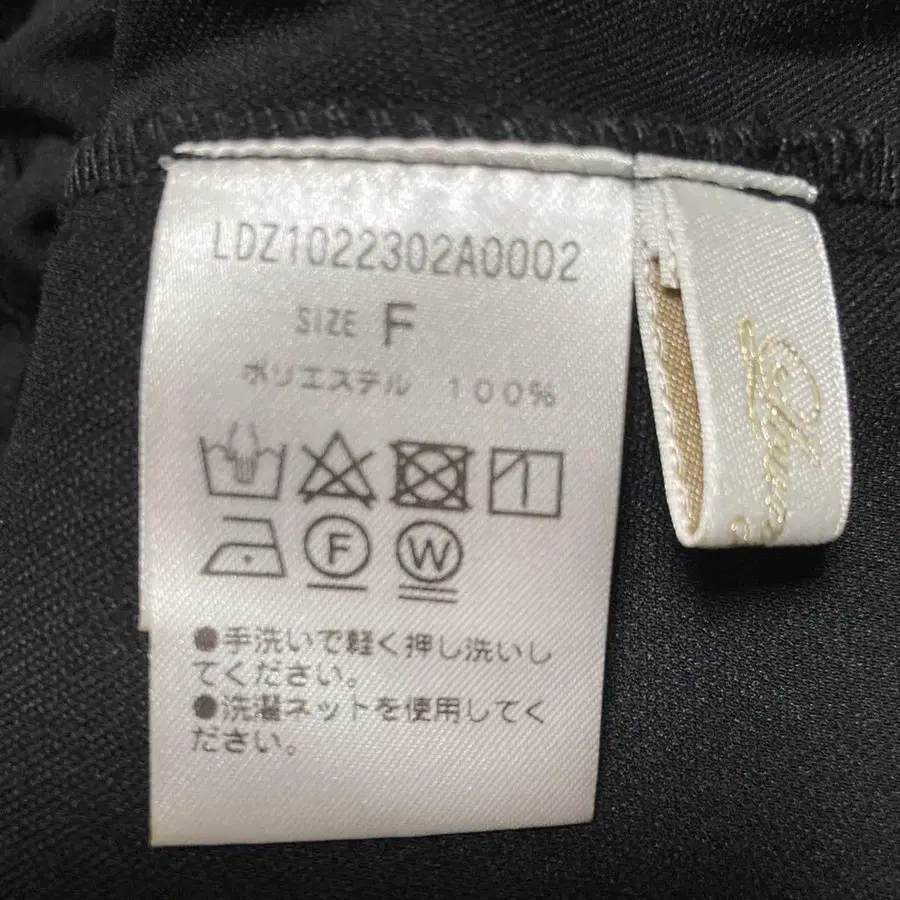 LDZ1022302A0002
SIZE F
ポリエステル 100%
F
W
●手洗いで軽く押し洗いし
てください。
●洗濯ネットを使用してく
ださい。